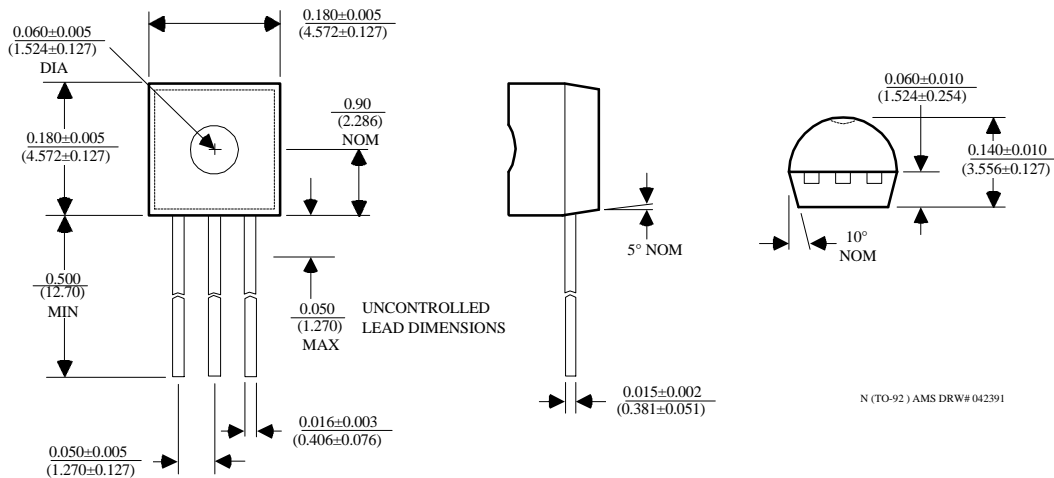 0.060±0.005
(1.524±0.127)
DIA
0.180±0.005
(4.572±0.127)
0.180±0.005
(4.572±0.127)
0.90
(2.286)
NOM
0.500
(12.70)
MIN
0.050
(1.270)
MAX
UNCONTROLLED
LEAD DIMENSIONS
0.016±0.003
(0.406±0.076)
0.050±0.005
(1.270±0.127)
5° NOM
0.015±0.002
(0.381±0.051)
0.060±0.010
(1.524±0.254)
0.140±0.010
(3.556±0.127)
10°
NOM
N (TO-92 ) AMS DRW# 042391